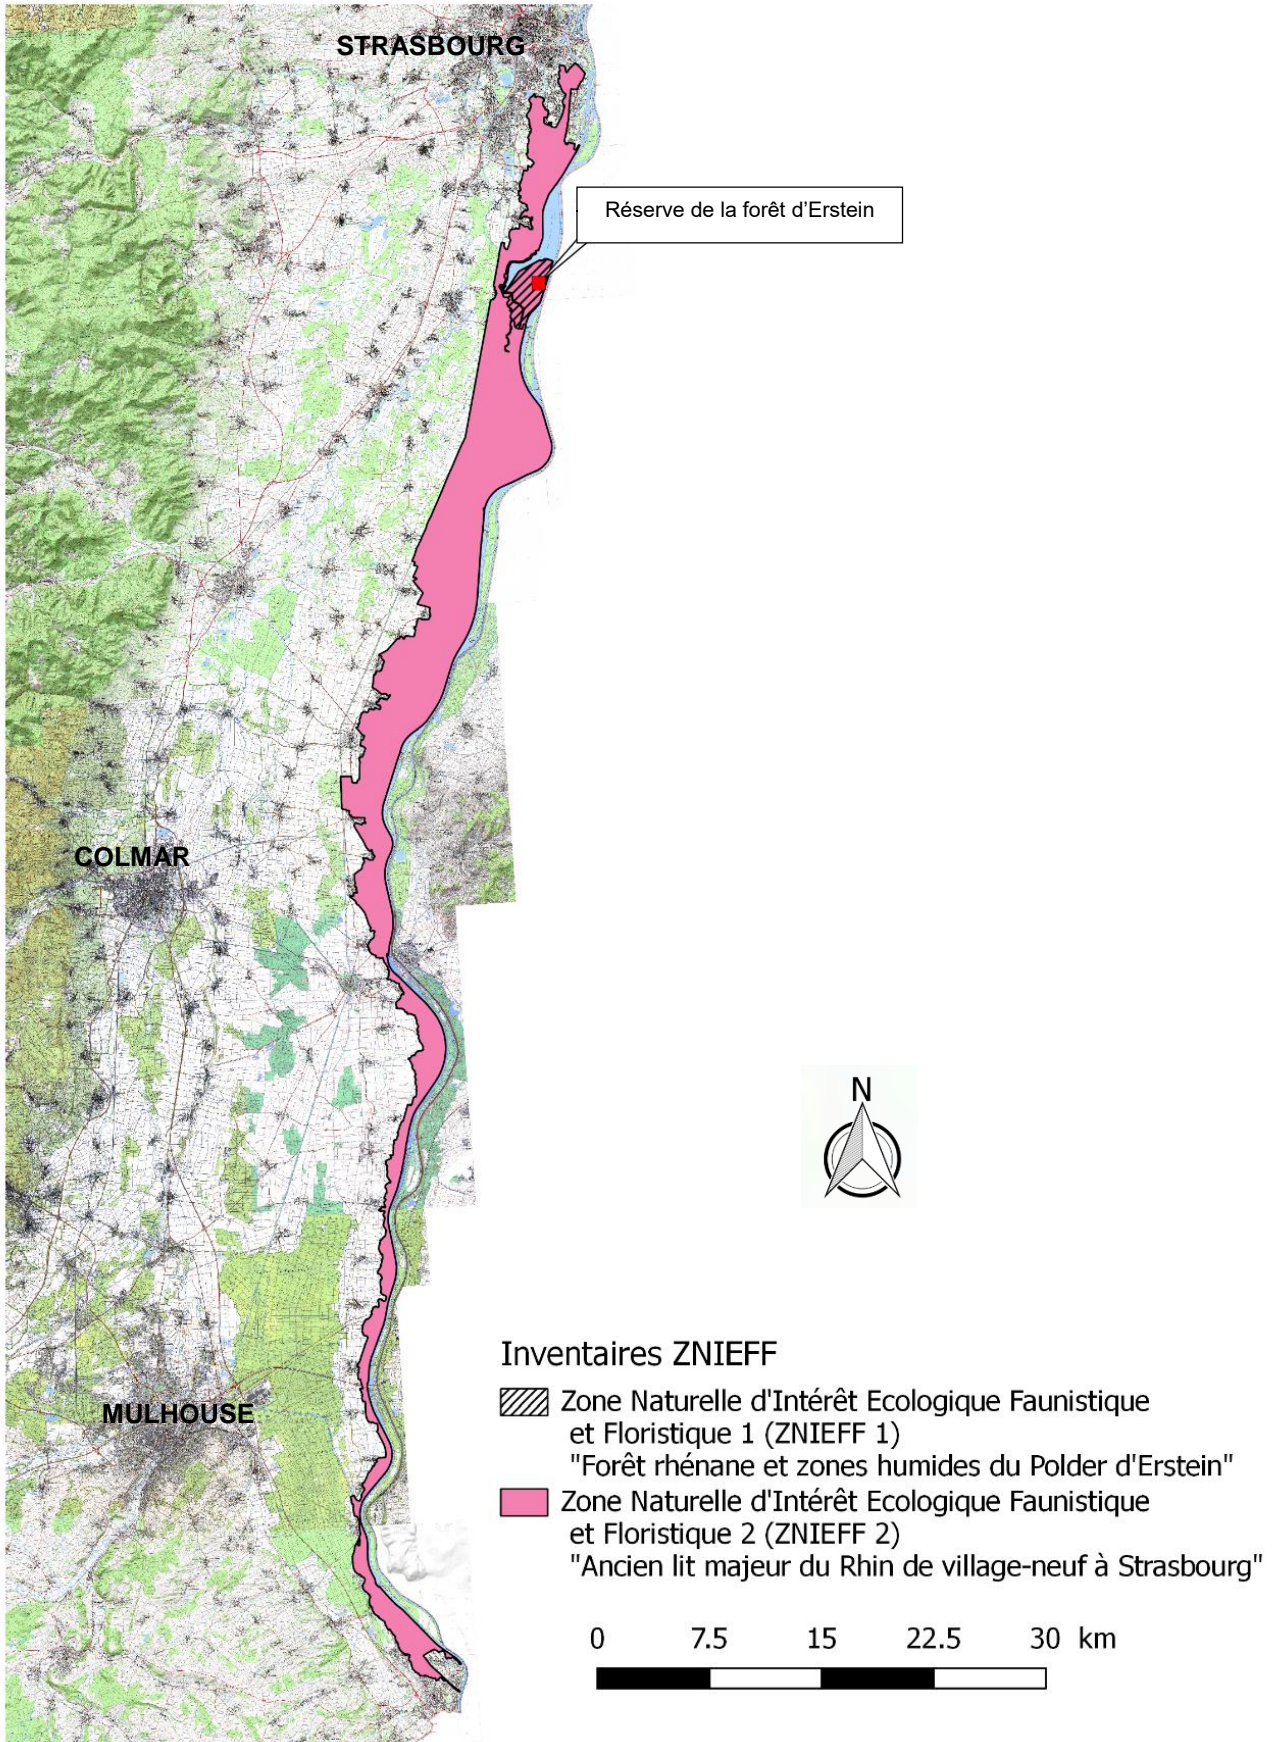 STRASBOURG
Réserve de la forêt d’Erstein
COLMAR
MULHOUSE
N
Inventaires ZNIEFF
Zone Naturelle d'Intérêt Ecologique Faunistique
et Floristique 1 (ZNIEFF 1)
"Forêt rhénane et zones humides du Polder d'Erstein"
Zone Naturelle d'Intérêt Ecologique Faunistique
et Floristique 2 (ZNIEFF 2)
"Ancien lit majeur du Rhin de village-neuf à Strasbourg"
0 7.5 15 22.5 30 km